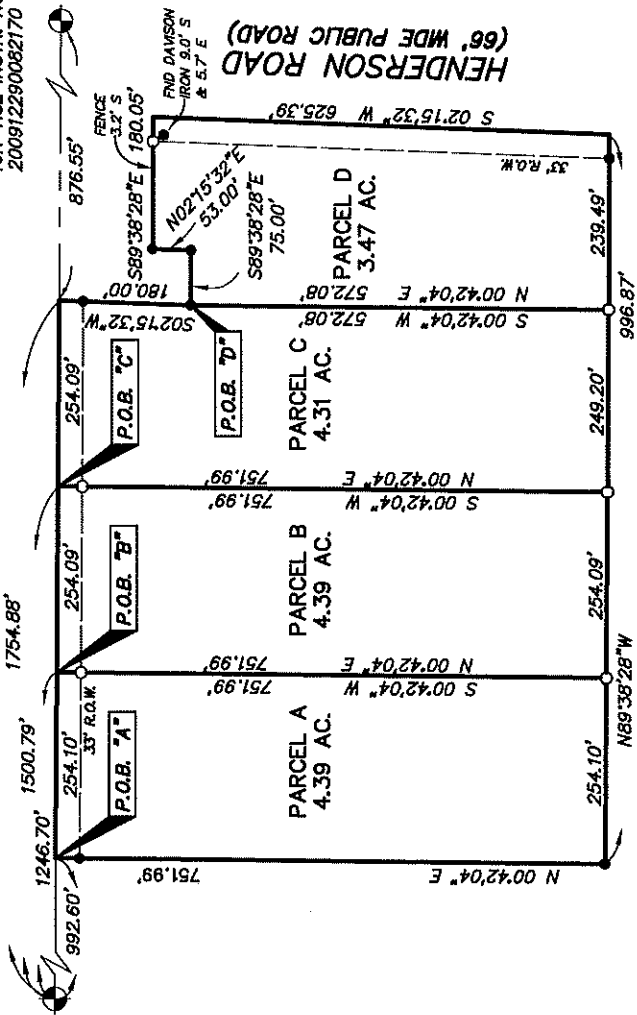 200912290082170
876.55'
HENDERSON ROAD
(66' WIDE PUBLIC ROAD)
FND DAVISON
IRON 9.0' S
& 5.7' E
FENCE
3.2' S
180.05'
S89°38'28"E
N02°15'32"E
53.00'
S89°38'28"E
75.00'
S 02°15'32" W 625.39'
33' R.O.W.
PARCEL D
3.47 AC.
239.49'
180.00'
S02°15'32"W
N 00°42'04" E 572.08'
S 00°42'04" W 572.08'
P.O.B. "D"
996.87'
254.09'
P.O.B. "C"
PARCEL C
4.31 AC.
249.20'
N 00°42'04" E 751.99'
S 00°42'04" W 751.99'
1754.88'
254.09'
P.O.B. "B"
PARCEL B
4.39 AC.
254.09'
N 00°42'04" E 751.99'
S 00°42'04" W 751.99'
N89°38'28"W
1500.79'
254.10'
33' R.O.W.
P.O.B. "A"
PARCEL A
4.39 AC.
254.10'
1246.70'
992.60'
N 00°42'04" E 751.99'